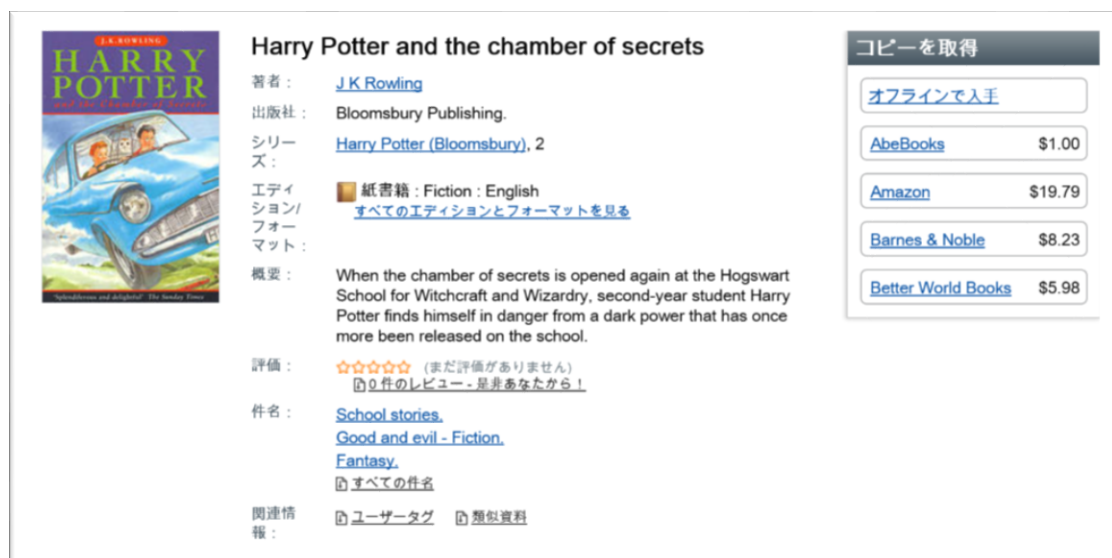 J.K.ROWLING
HARRY
POTTER
and the Chamber of Secrets
'Splendiferous and delightful' The Sunday Times
Harry Potter and the chamber of secrets
著者： J K Rowling
出版社： Bloomsbury Publishing.
シリー
ズ：
Harry Potter (Bloomsbury), 2
エディ
ション/
フォー
マット：
紙書籍 : Fiction : English
すべてのエディションとフォーマットを見る
概要：
When the chamber of secrets is opened again at the Hogswart
School for Witchcraft and Wizardry, second-year student Harry
Potter finds himself in danger from a dark power that has once
more been released on the school.
評価： (まだ評価がありません)
0 件のレビュー - 是非あなたから！
件名： School stories.
Good and evil - Fiction.
Fantasy.
すべての件名
関連情
報：
ユーザータグ 類似資料
コピーを取得
オフラインで入手
AbeBooks $1.00
Amazon $19.79
Barnes & Noble $8.23
Better World Books $5.98